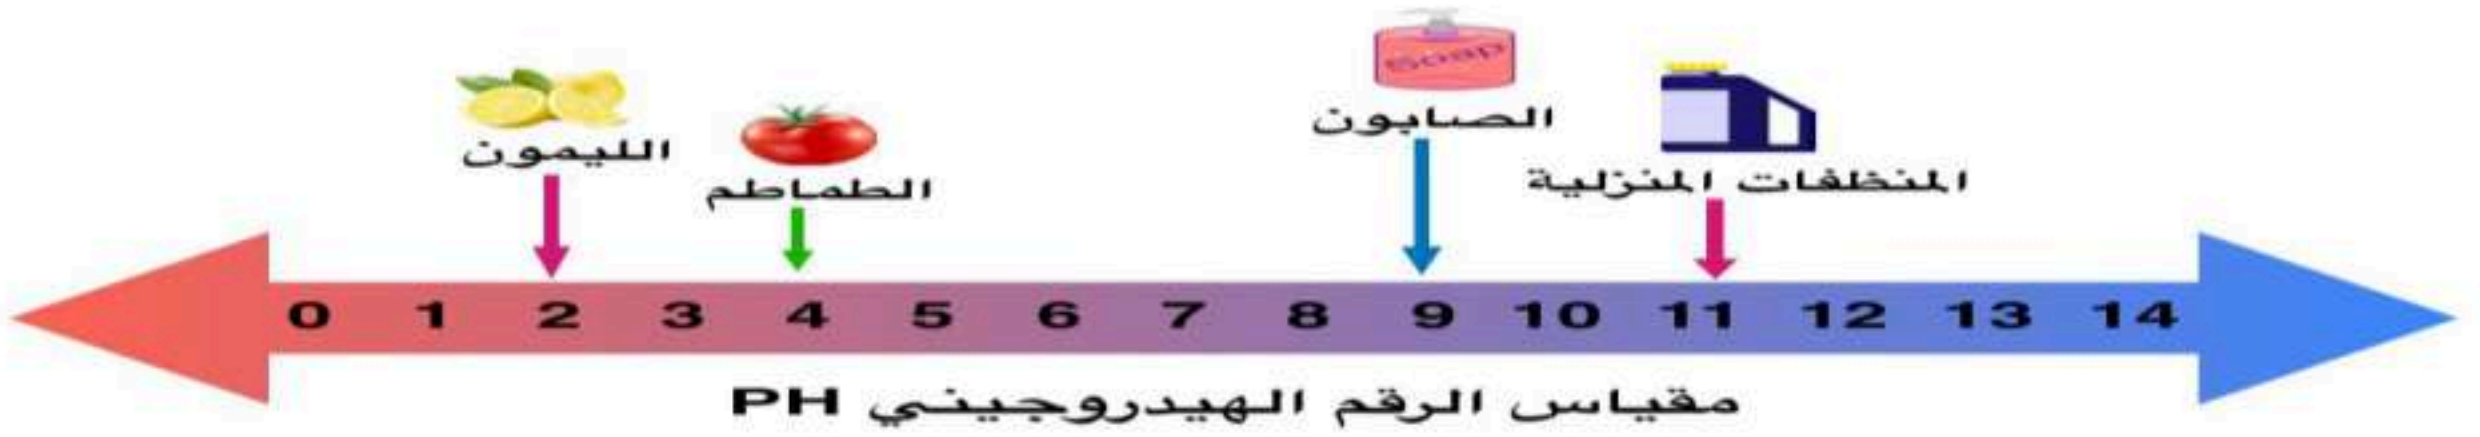 Soap
الصابون
الليمون
المنظفات المنزلية
الطماطم
0 1 2 3 4 5 6 7 8 9 10 11 12 13 14
مقياس الرقم الهيدروجيني PH